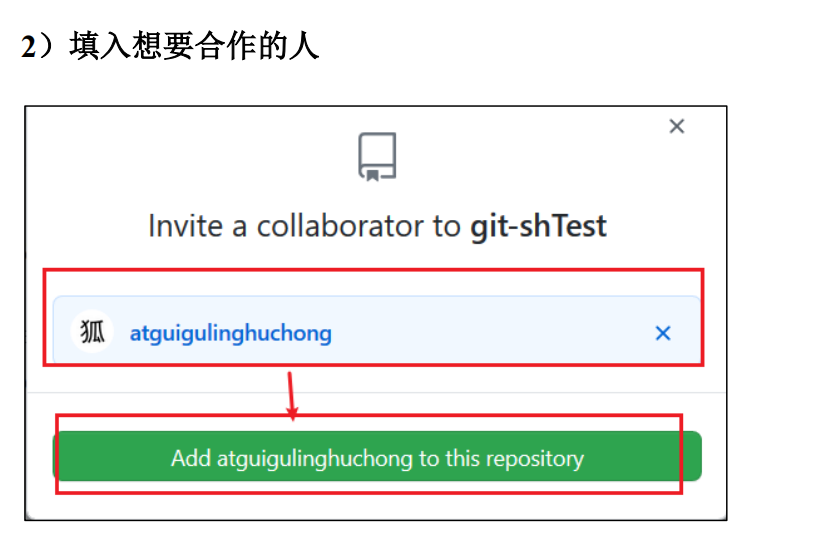 2）填入想要合作的人
Invite a collaborator to git-shTest
狐 atguigulinghuchong
Add atguigulinghuchong to this repository